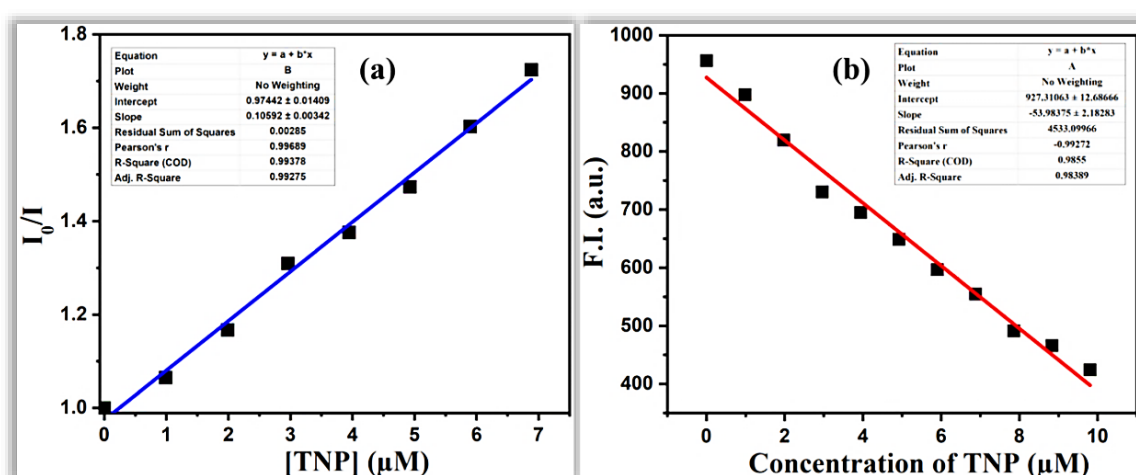 (a)
Equation y = a + b*x
Plot B
Weight No Weighting
Intercept 0.97442 ± 0.01409
Slope 0.10592 ± 0.00342
Residual Sum of Squares 0.00285
Pearson's r 0.99689
R-Square (COD) 0.99378
Adj. R-Square 0.99275
I₀/I
1.8
1.6
1.4
1.2
1.0
0 1 2 3 4 5 6 7
[TNP] (µM)
(b)
Equation y = a + b*x
Plot A
Weight No Weighting
Intercept 927.31063 ± 12.68666
Slope -53.98375 ± 2.18283
Residual Sum of Squares 4533.09966
Pearson's r -0.99272
R-Square (COD) 0.9855
Adj. R-Square 0.98389
F.I. (a.u.)
1000
900
800
700
600
500
400
0 2 4 6 8 10
Concentration of TNP (µM)